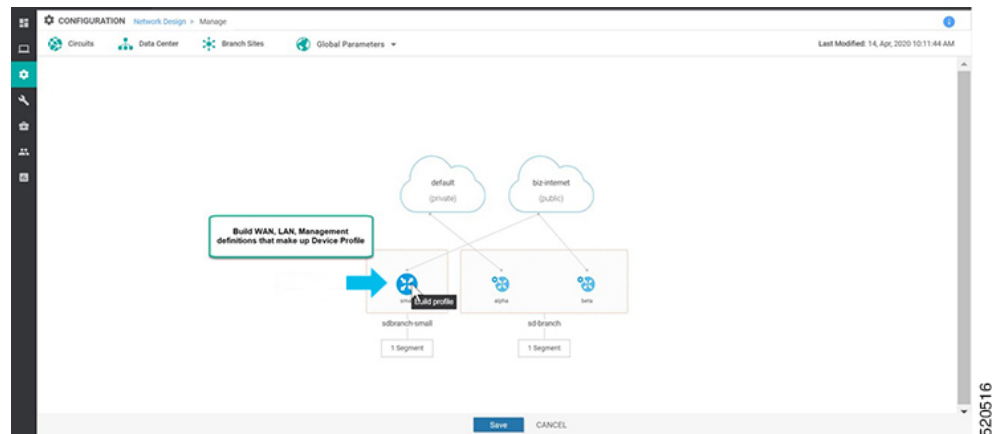 CONFIGURATION Network Design > Manage
Circuits Data Center Branch Sites Global Parameters Last Modified: 14, Apr, 2020 10:11:44 AM
default
(private)
biz-internet
(public)
Build WAN, LAN, Management
definitions that make up Device Profile
Build profile
alpha
beta
sdbranch-small
sd-branch
1 Segment
1 Segment
Save CANCEL
520516